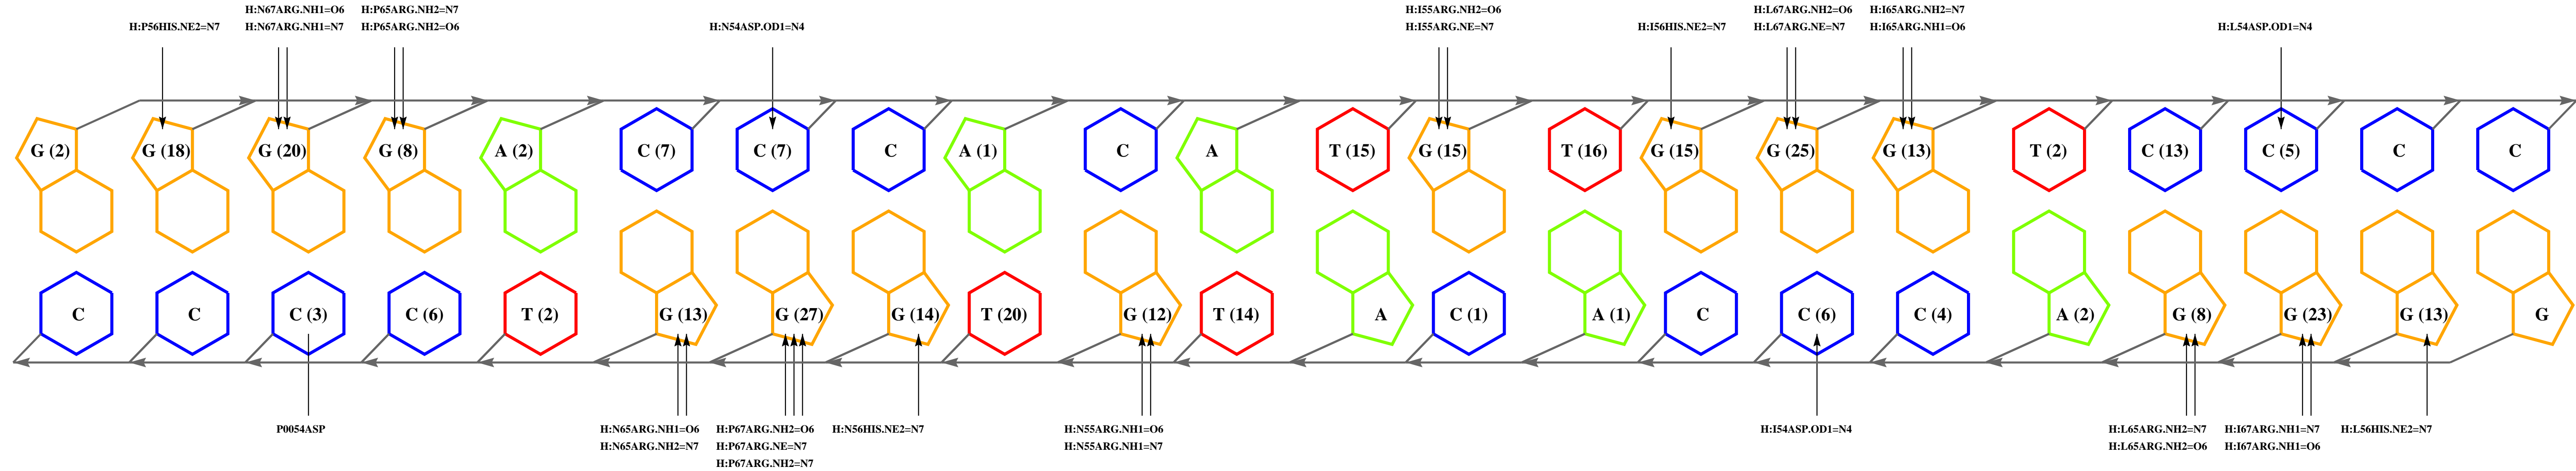 H:N67ARG.NH1=O6 H:P65ARG.NH2=N7 H:I55ARG.NH2=O6 H:L67ARG.NH2=O6 H:I65ARG.NH2=N7
H:P56HIS.NE2=N7 H:N67ARG.NH1=N7 H:P65ARG.NH2=O6 H:N54ASP.OD1=N4 H:I55ARG.NE=N7 H:I56HIS.NE2=N7 H:L67ARG.NE=N7 H:I65ARG.NH1=O6 H:L54ASP.OD1=N4
G (2) G (18) G (20) G (8) A (2) C (7) C (7) C A (1) C A T (15) G (15) T (16) G (15) G (25) G (13) T (2) C (13) C (5) C C
C C C (3) C (6) T (2) G (13) G (27) G (14) T (20) G (12) T (14) A C (1) A (1) C C (6) C (4) A (2) G (8) G (23) G (13) G
P0054ASP H:N65ARG.NH1=O6 H:P67ARG.NH2=O6 H:N56HIS.NE2=N7 H:N55ARG.NH1=O6 H:I54ASP.OD1=N4 H:L65ARG.NH2=N7 H:I67ARG.NH1=N7 H:L56HIS.NE2=N7
H:N65ARG.NH2=N7 H:P67ARG.NE=N7 H:N55ARG.NH1=N7 H:L65ARG.NH2=O6 H:I67ARG.NH1=O6
H:P67ARG.NH2=N7